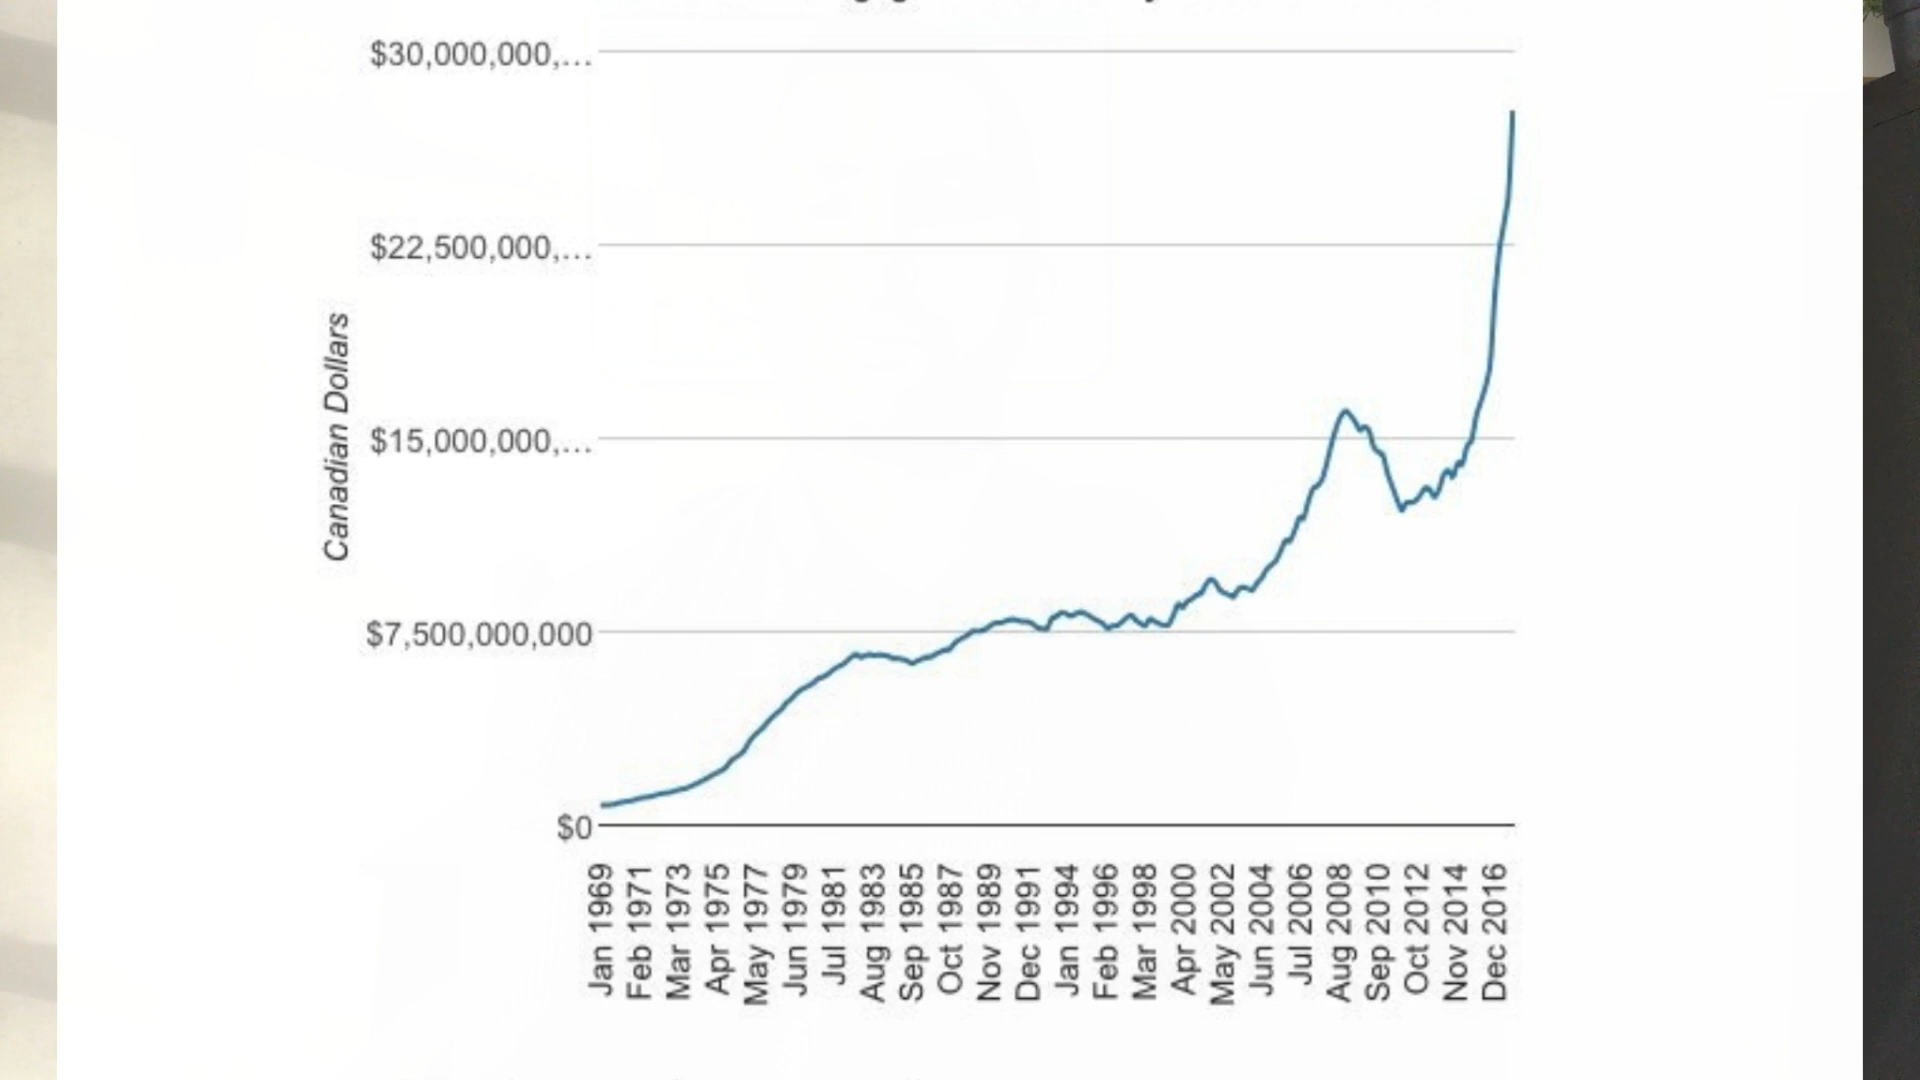 $30,000,000,...
$22,500,000,...
$15,000,000,...
$7,500,000,000
$0
Canadian Dollars
Jan 1969
Feb 1971
Mar 1973
Apr 1975
May 1977
Jun 1979
Jul 1981
Aug 1983
Sep 1985
Oct 1987
Nov 1989
Dec 1991
Jan 1994
Feb 1996
Mar 1998
Apr 2000
May 2002
Jun 2004
Jul 2006
Aug 2008
Sep 2010
Oct 2012
Nov 2014
Dec 2016